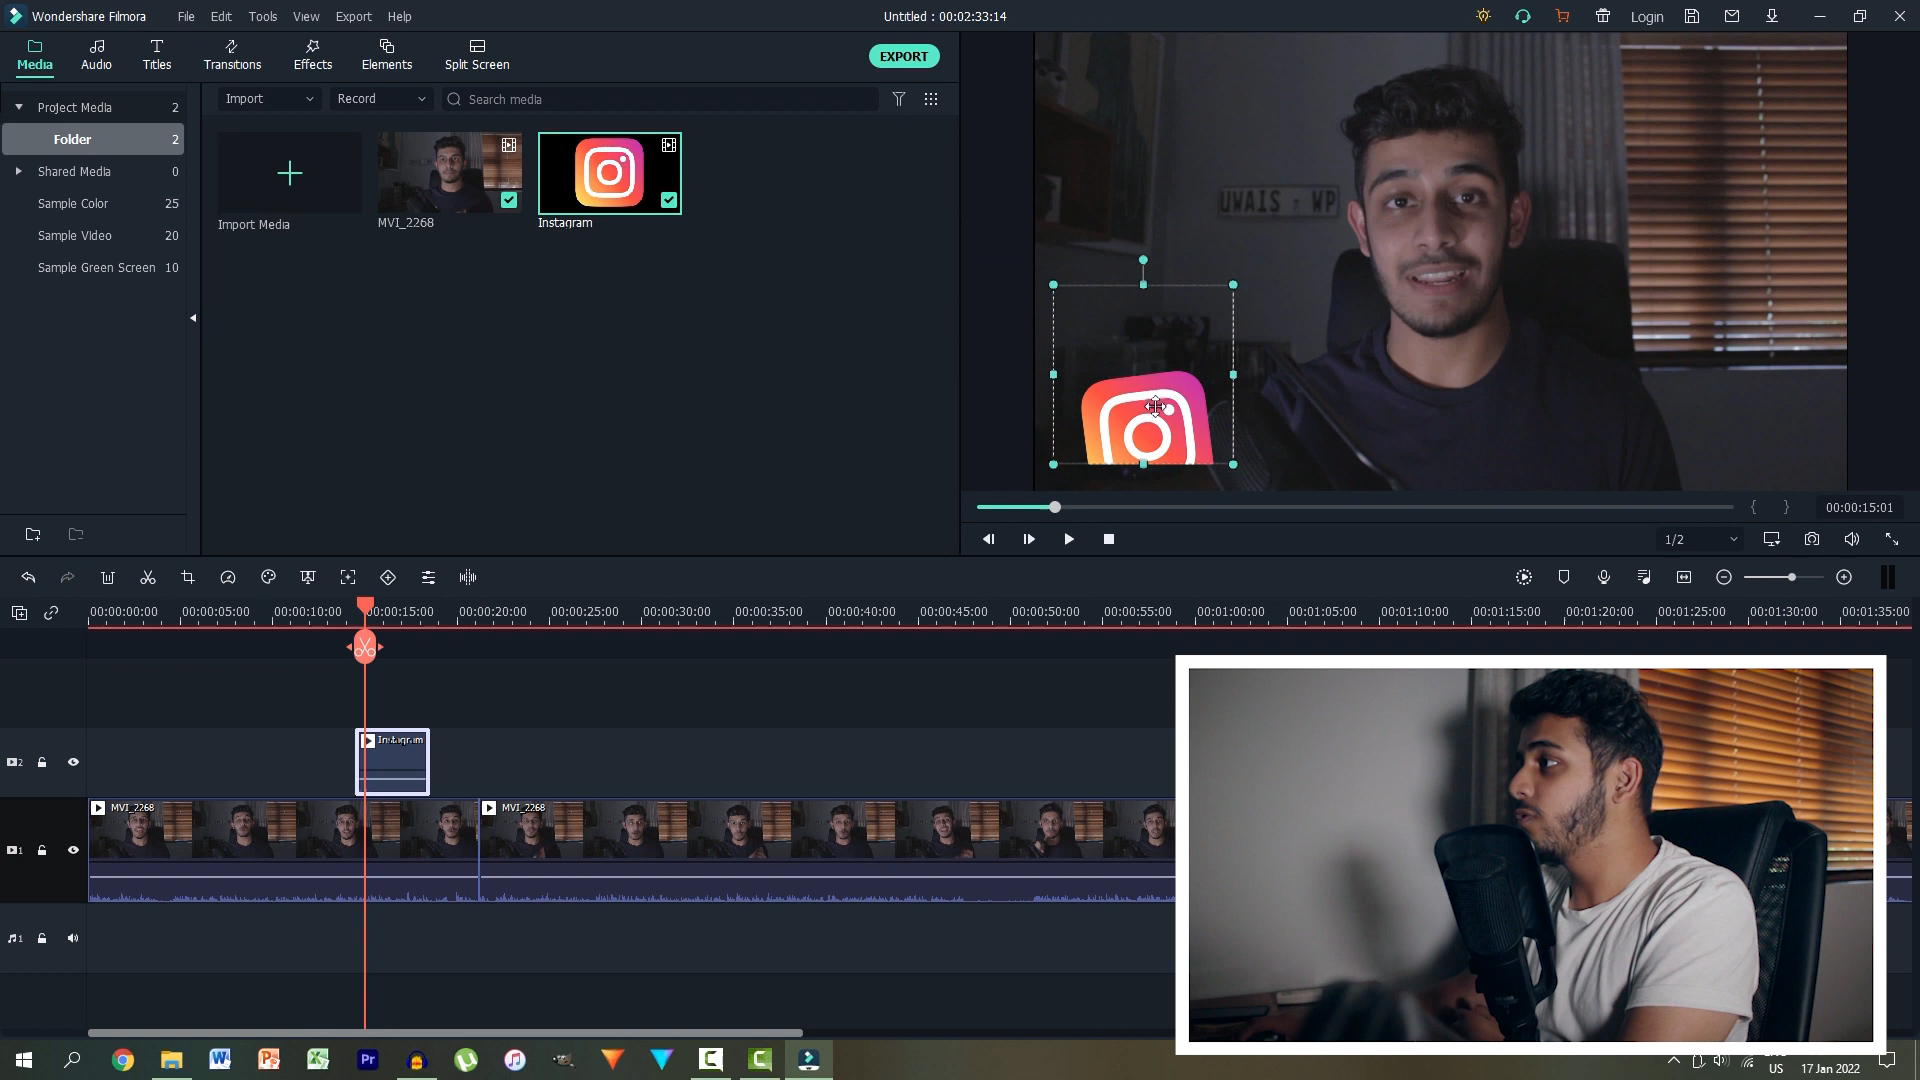 Wondershare Filmora
File Edit Tools View Export Help
Untitled : 00:02:33:14
Login
Media Audio Titles Transitions Effects Elements Split Screen
EXPORT
Project Media 2
Folder 2
Shared Media 0
Sample Color 25
Sample Video 20
Sample Green Screen 10
Import
Record
Search media
Import Media
MVI_2268
Instagram
UWAIS WP
00:00:15:01
1/2
00:00:00:00 00:00:05:00 00:00:10:00 00:00:15:00 00:00:20:00 00:00:25:00 00:00:30:00 00:00:35:00 00:00:40:00 00:00:45:00 00:00:50:00 00:00:55:00 00:01:00:00 00:01:05:00 00:01:10:00 00:01:15:00 00:01:20:00 00:01:25:00 00:01:30:00 00:01:35:00
Instagram
2
MVI_2268
MVI_2268
1
1
Pr
US
17 Jan 2022